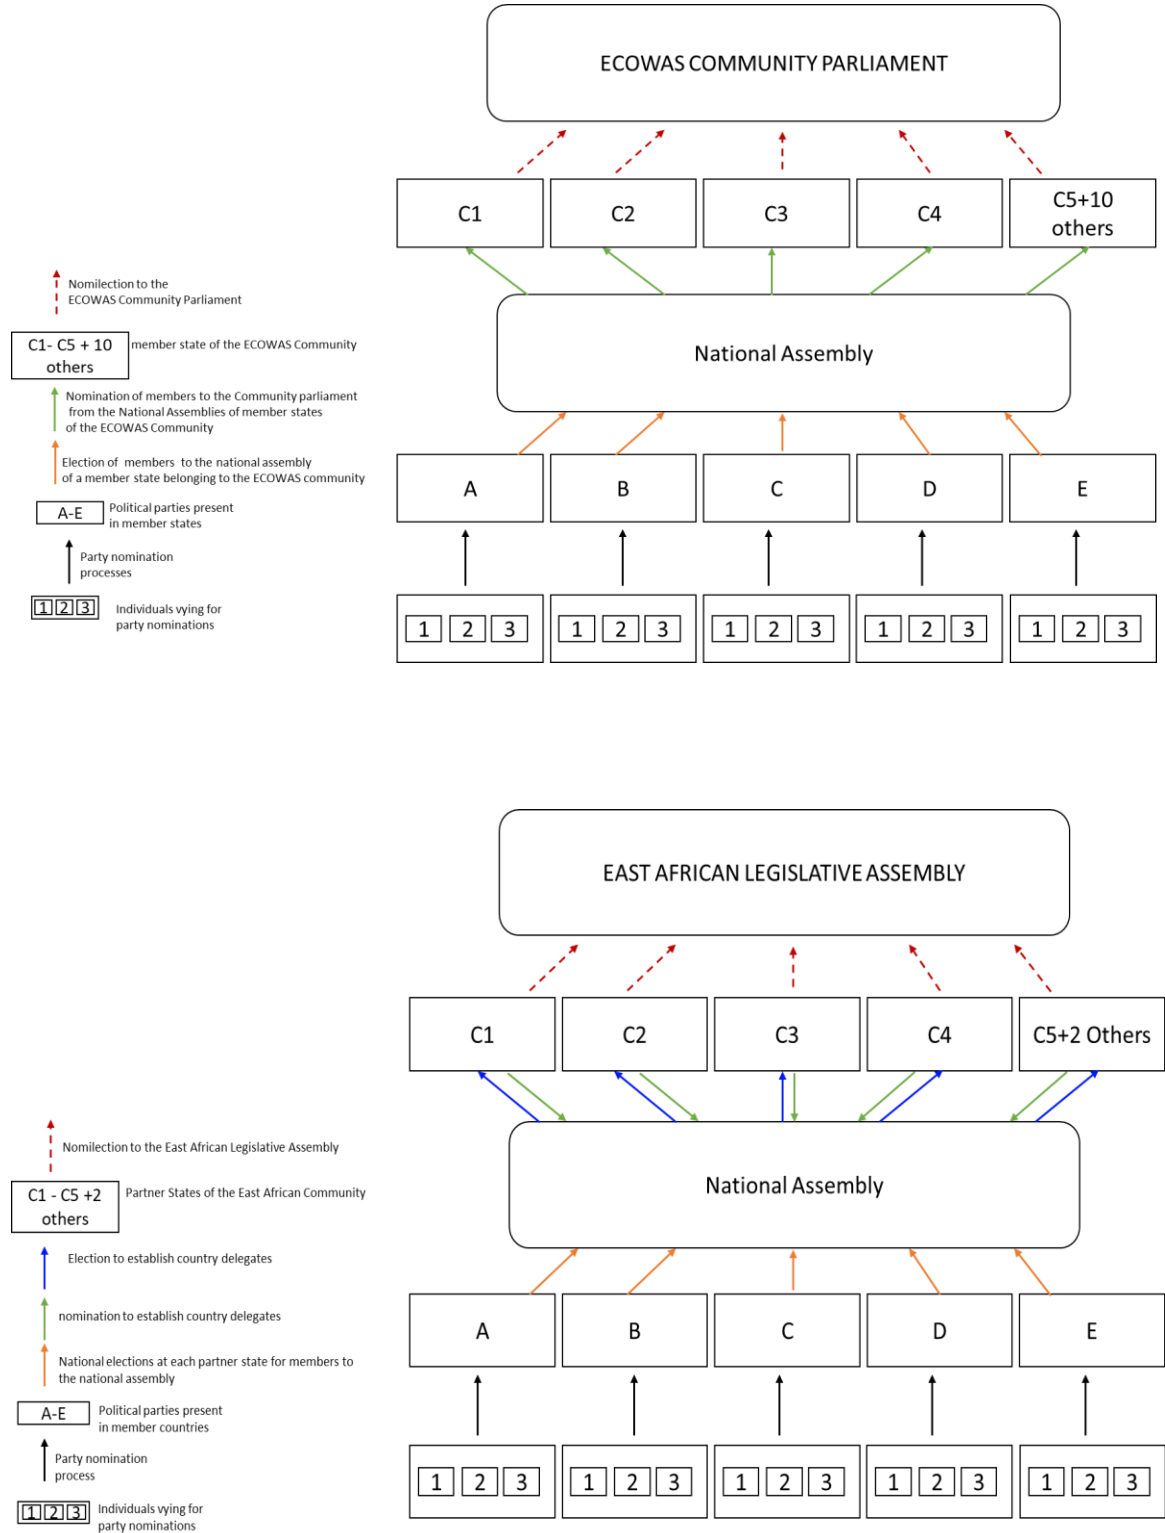 ECOWAS COMMUNITY PARLIAMENT
C1
C2
C3
C4
C5+10
others
National Assembly
A
B
C
D
E
1 2 3
1 2 3
1 2 3
1 2 3
1 2 3
Nomilection to the
ECOWAS Community Parliament
C1- C5 + 10
others
member state of the ECOWAS Community
Nomination of members to the Community parliament
from the National Assemblies of member states
of the ECOWAS Community
Election of members to the national assembly
of a member state belonging to the ECOWAS community
A-E
Political parties present
in member states
Party nomination
processes
1 2 3
Individuals vying for
party nominations
EAST AFRICAN LEGISLATIVE ASSEMBLY
C1
C2
C3
C4
C5+2 Others
National Assembly
A
B
C
D
E
1 2 3
1 2 3
1 2 3
1 2 3
1 2 3
Nomilection to the East African Legislative Assembly
C1 - C5 +2
others
Partner States of the East African Community
Election to establish country delegates
nomination to establish country delegates
National elections at each partner state for members to
the national assembly
A-E
Political parties present
in member countries
Party nomination
process
1 2 3
Individuals vying for
party nominations